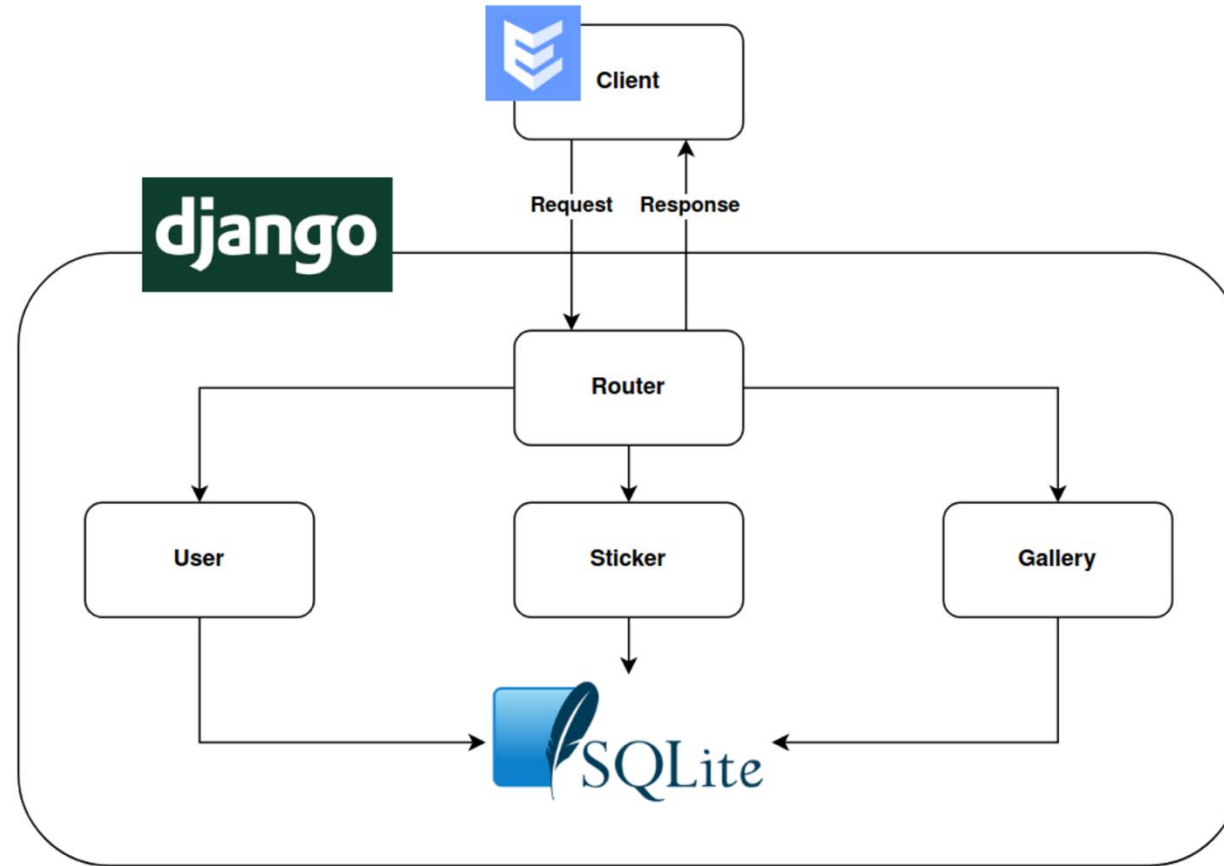 Client
Request Response
django
Router
User Sticker Gallery
SQLite